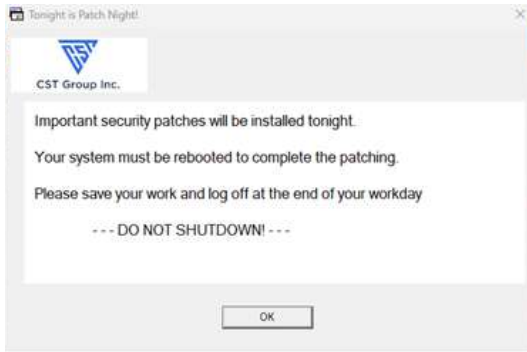 Tonight is Patch Night!
CST Group Inc.
Important security patches will be installed tonight.
Your system must be rebooted to complete the patching.
Please save your work and log off at the end of your workday
- - - DO NOT SHUTDOWN! - - -
OK